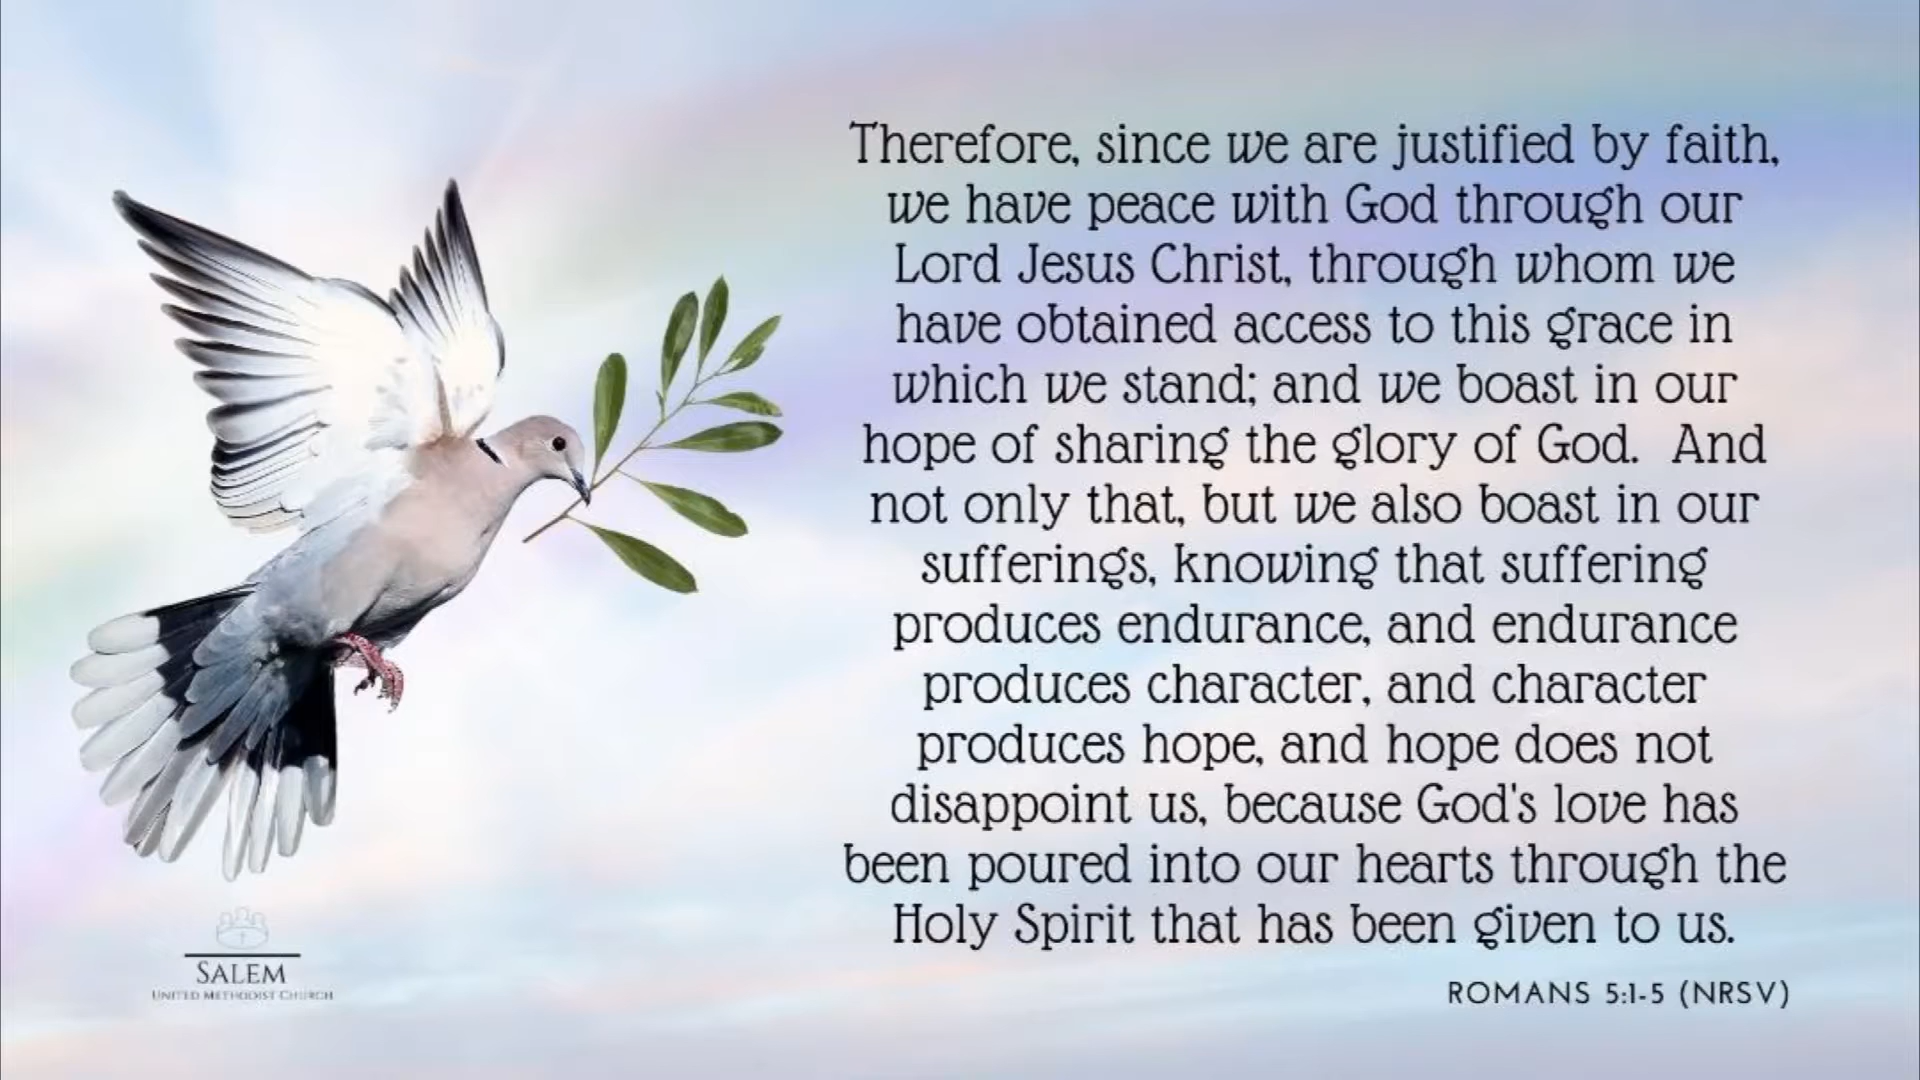 Therefore, since we are justified by faith,
we have peace with God through our
Lord Jesus Christ, through whom we
have obtained access to this grace in
which we stand; and we boast in our
hope of sharing the glory of God.  And
not only that, but we also boast in our
sufferings, knowing that suffering
produces endurance, and endurance
produces character, and character
produces hope, and hope does not
disappoint us, because God's love has
been poured into our hearts through the
Holy Spirit that has been given to us.
ROMANS 5:1-5 (NRSV)
SALEM
UNITED METHODIST CHURCH